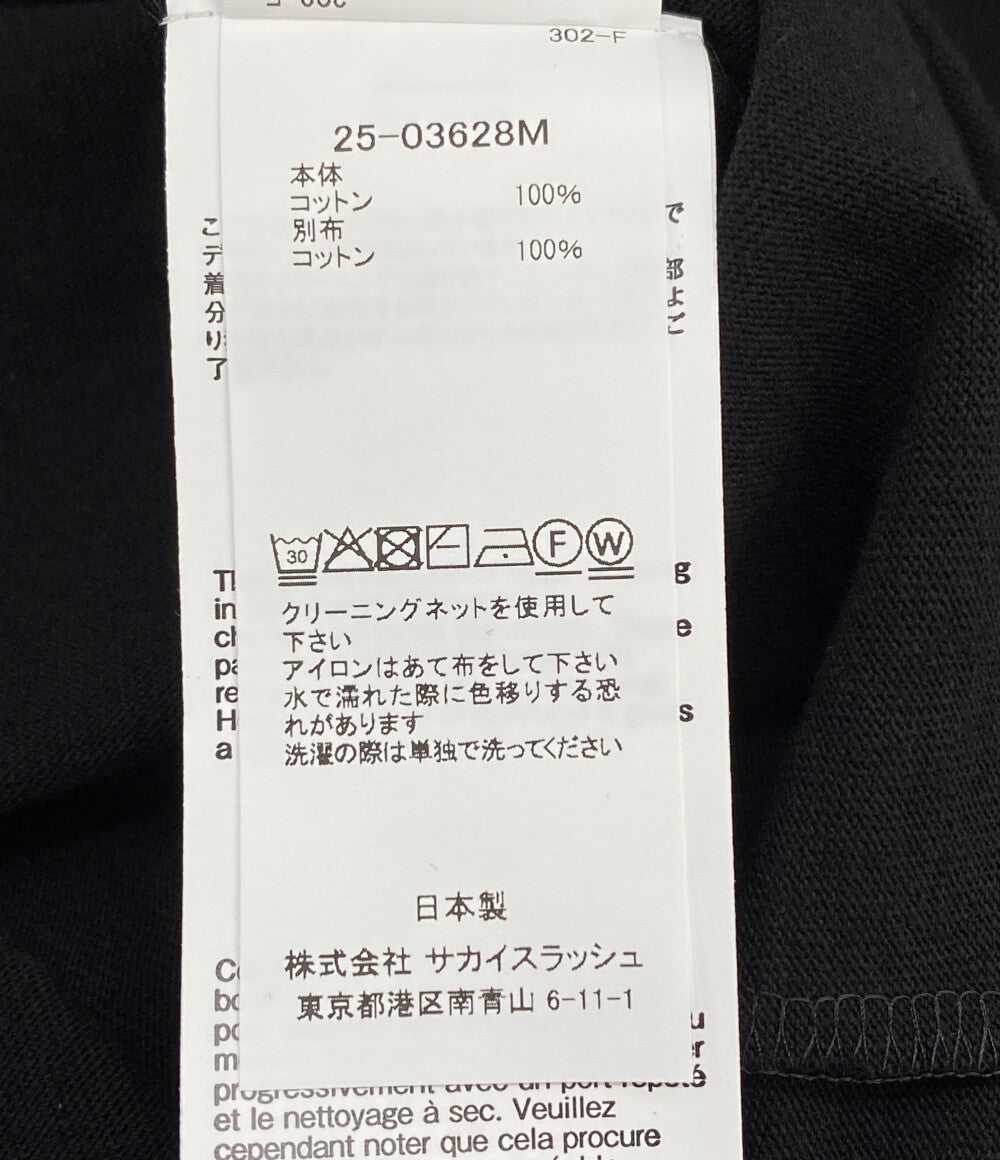 302-F
25-03628M
本体
コットン 100%
別布
コットン 100%
30
F
W
クリーニングネットを使用して
下さい
アイロンはあて布をして下さい
水で濡れた際に色移りする恐
れがあります
洗濯の際は単独で洗ってください
日本製
株式会社 サカイスラッシュ
東京都港区南青山 6-11-1
et le nettoyage à sec. Veuillez
cependant noter que cela procure